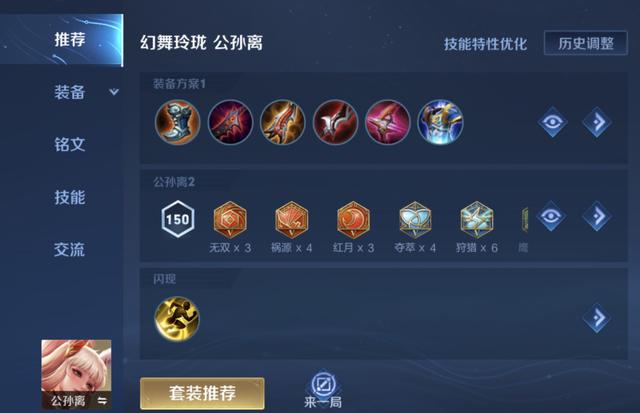 推荐
幻舞玲珑 公孙离
技能特性优化
历史调整
装备
装备方案1
铭文
公孙离2
150
无双 x 3
祸源 x 4
红月 x 3
夺萃 x 4
狩猎 x 6
鹰
技能
交流
闪现
公孙离
套装推荐
来一局